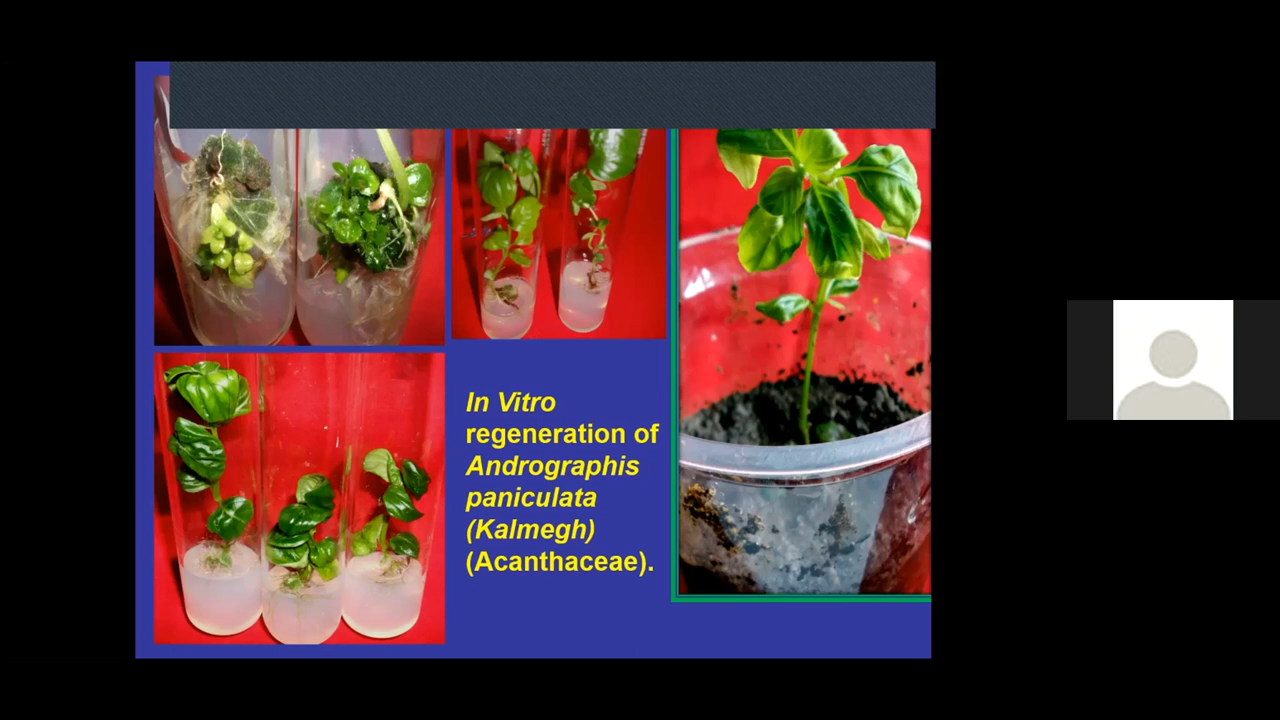 In Vitro
regeneration of
Andrographis
paniculata
(Kalmegh)
(Acanthaceae).